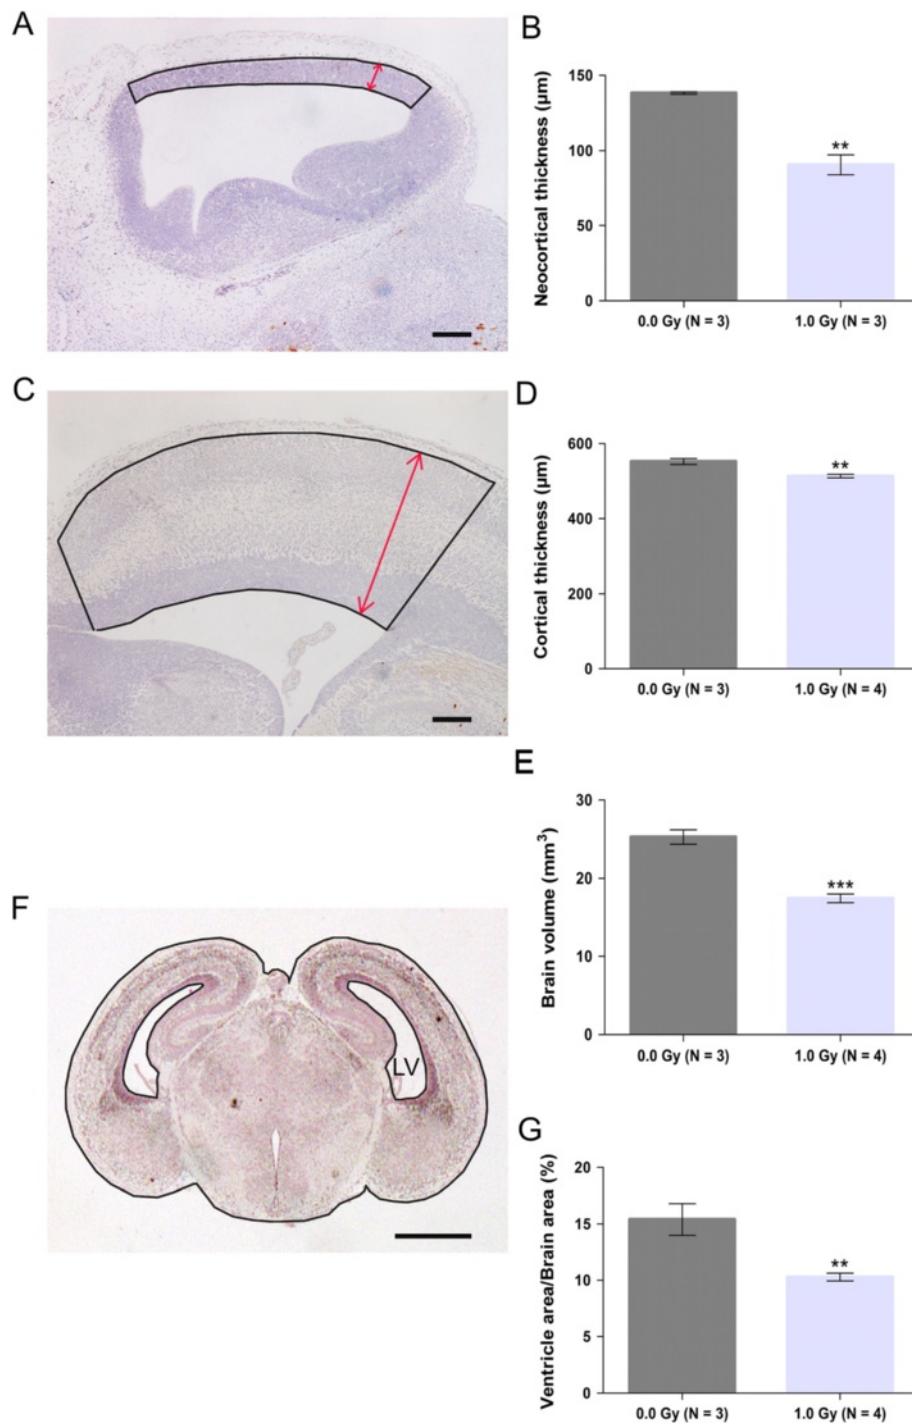 A
B
Neocortical thickness (µm)
150
100
50
0
**
0.0 Gy (N = 3)
1.0 Gy (N = 3)
C
D
Cortical thickness (µm)
600
400
200
0
**
0.0 Gy (N = 3)
1.0 Gy (N = 4)
E
Brain volume (mm³)
30
20
10
0
***
0.0 Gy (N = 3)
1.0 Gy (N = 4)
F
LV
G
Ventricle area/Brain area (%)
20
15
10
5
0
**
0.0 Gy (N = 3)
1.0 Gy (N = 4)